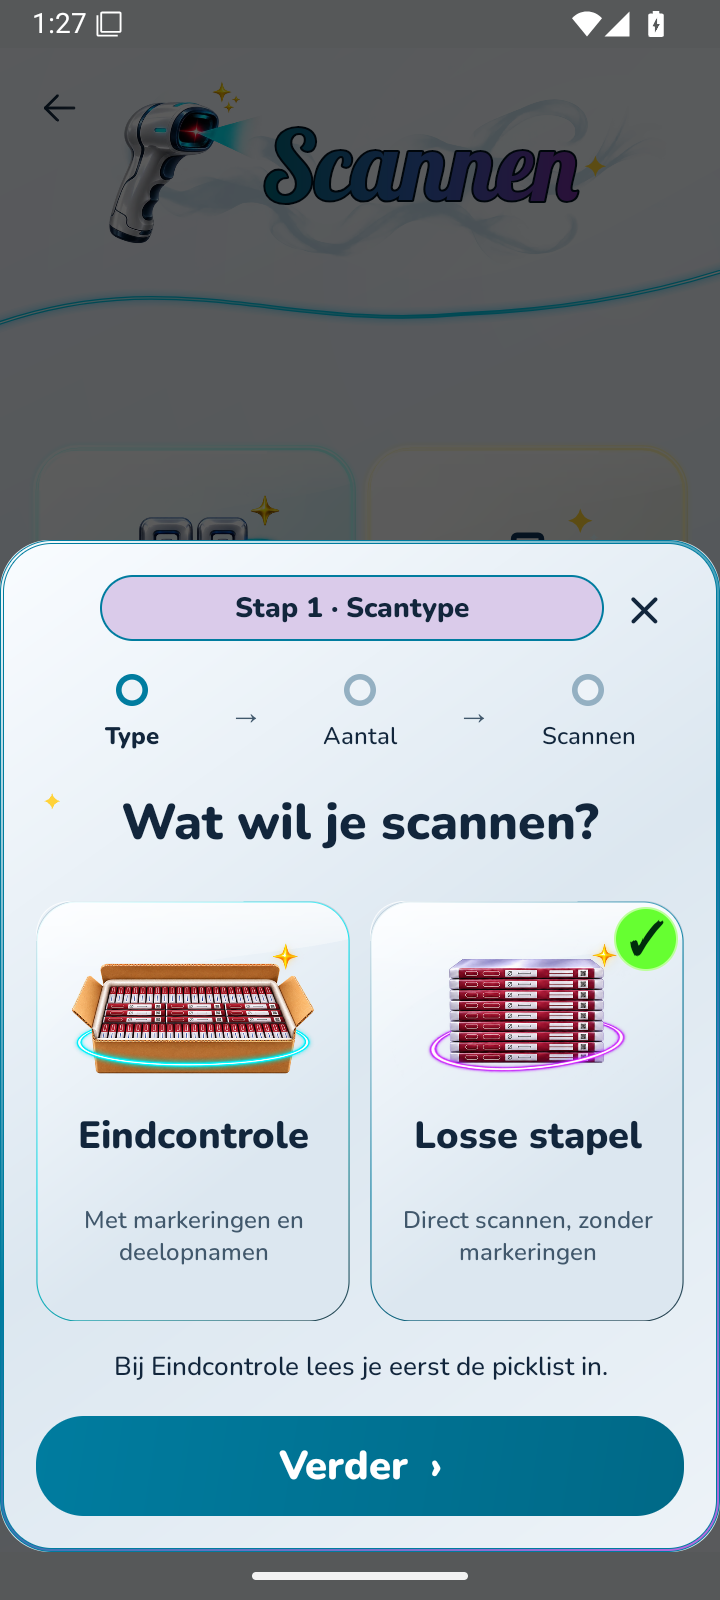 1:27
Scannen
Stap 1 · Scantype
Type
→
Aantal
→
Scannen
Wat wil je scannen?
Eindcontrole
Met markeringen en
deelopnamen
Losse stapel
Direct scannen, zonder
markeringen
Bij Eindcontrole lees je eerst de picklist in.
Verder ›